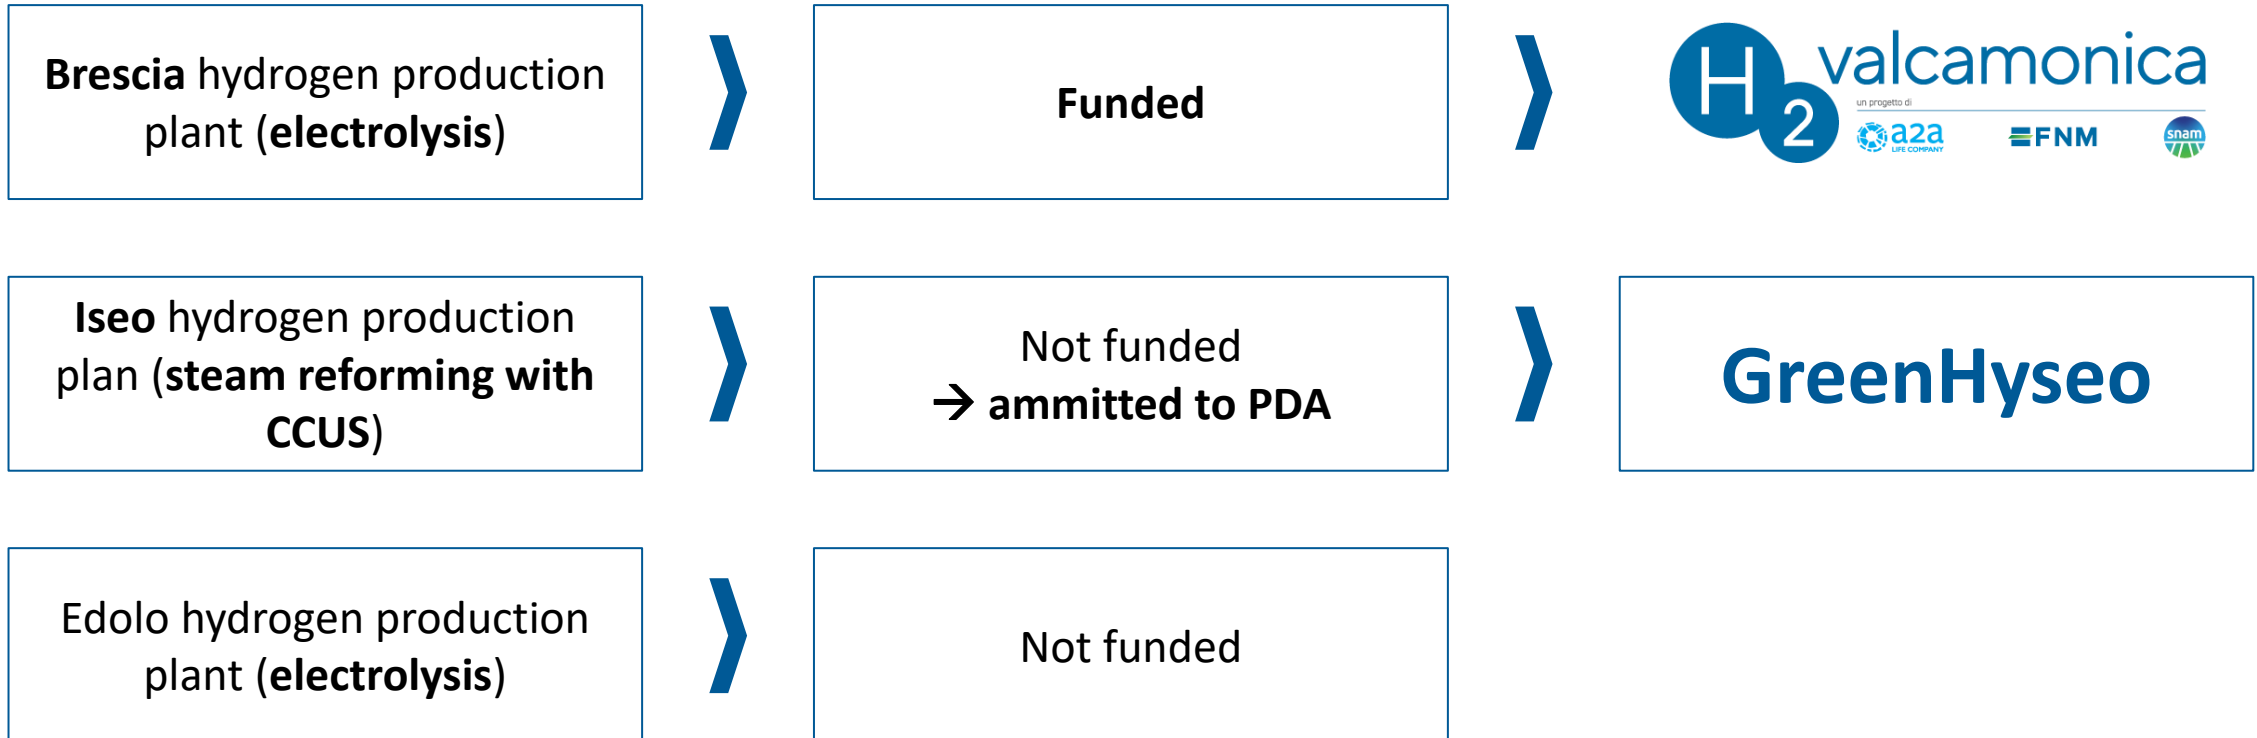 Brescia hydrogen production
plant (electrolysis)
Funded
H2 valcamonica
un progetto di
a2a
LIFE COMPANY
FNM
snam
Iseo hydrogen production
plan (steam reforming with
CCUS)
Not funded
→ ammitted to PDA
GreenHyseo
Edolo hydrogen production
plant (electrolysis)
Not funded